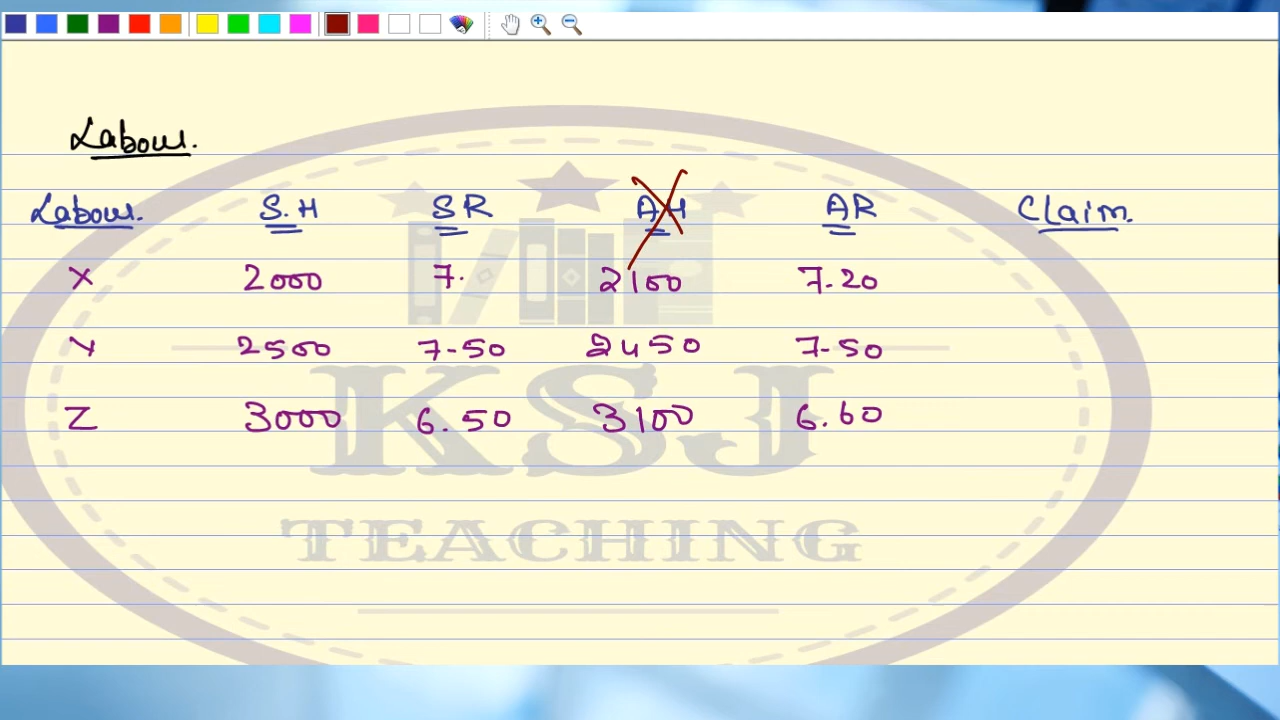 Labour.
Labour. S.H SR AH AR Claim.
X 2000 7. 2100 7.20
Y 2500 7-50 2450 7-50
Z 3000 6.50 3100 6.60
KSJ
TEACHING